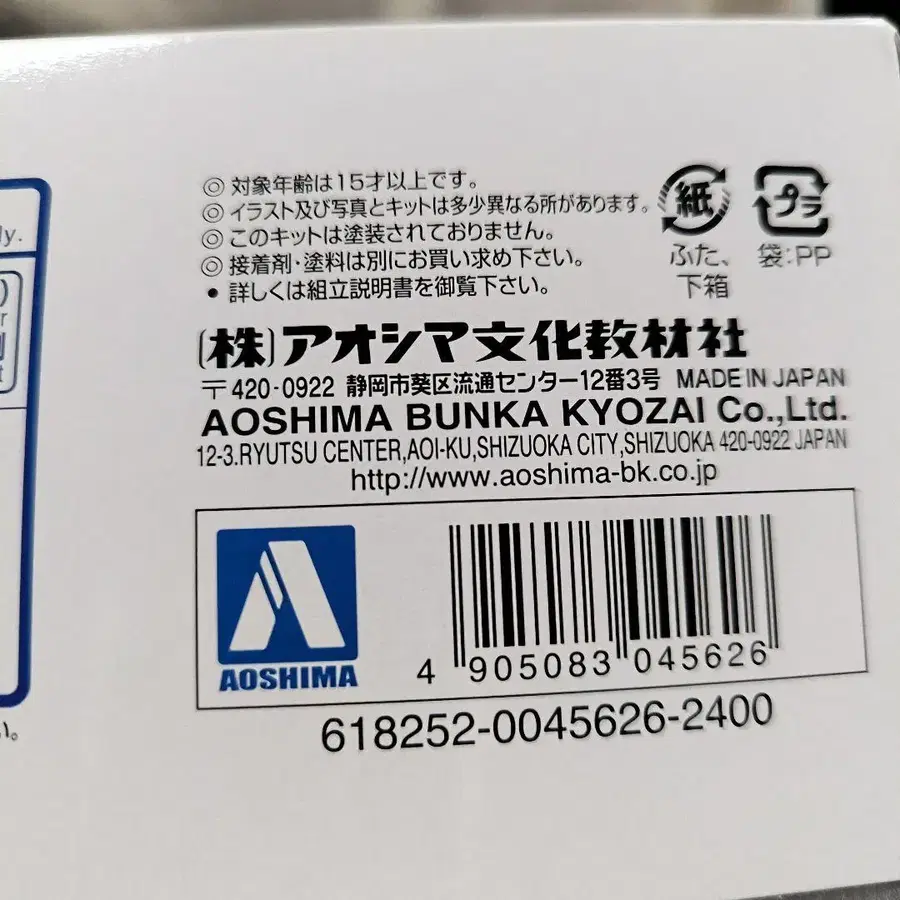 ◎ 対象年齢は15才以上です。
◎ イラスト及び写真とキットは多少異なる所があります。
◎ このキットは塗装されておりません。
◎ 接着剤・塗料は別にお買い求め下さい。
• 詳しくは組立説明書を御覧下さい。
紙
ふた、
下箱
プラ
袋:PP
(株)アオシマ文化教材社
〒420-0922 静岡市葵区流通センター12番3号 MADE IN JAPAN
AOSHIMA BUNKA KYOZAI Co.,Ltd.
12-3.RYUTSU CENTER,AOI-KU,SHIZUOKA CITY,SHIZUOKA 420-0922 JAPAN
http://www.aoshima-bk.co.jp
AOSHIMA
4 905083 045626
618252-0045626-2400
ly.